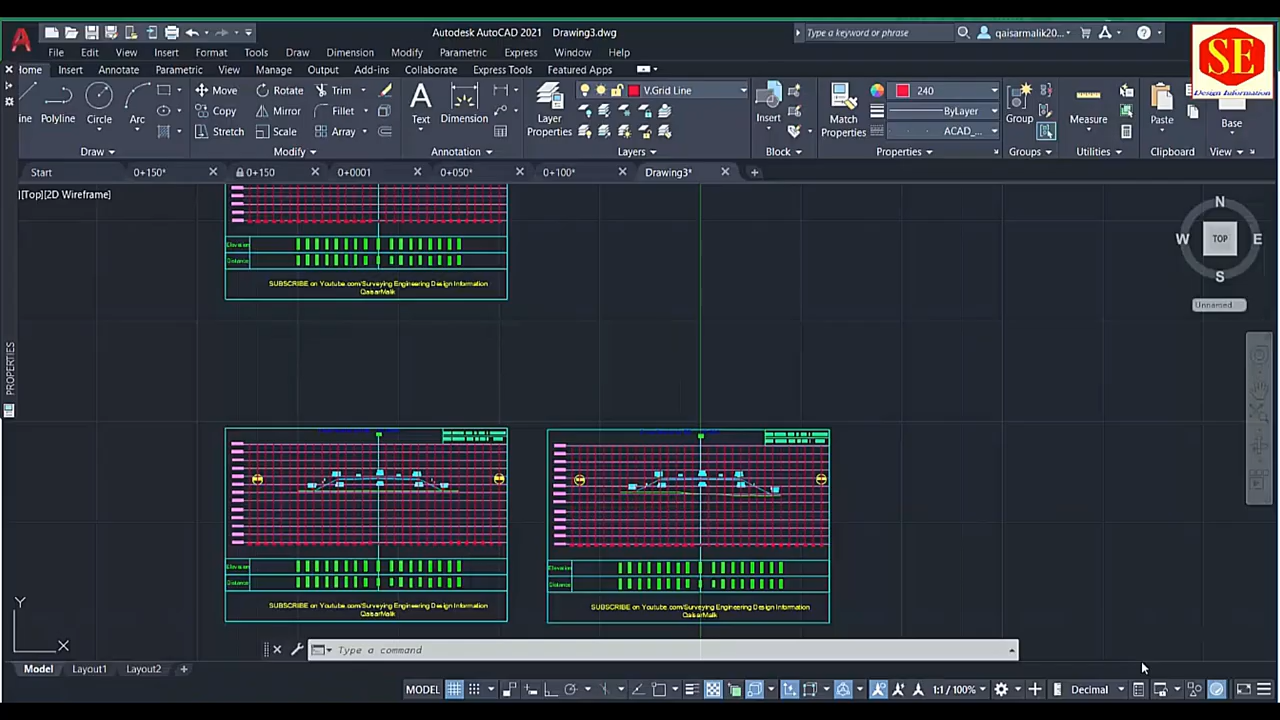 Autodesk AutoCAD 2021 Drawing3.dwg
Type a keyword or phrase
qaisarmalik20...
SE
Design Information
File Edit View Insert Format Tools Draw Dimension Modify Parametric Express Window Help
Home Insert Annotate Parametric View Manage Output Add-ins Collaborate Express Tools Featured Apps
Line Polyline Circle Arc
Move Rotate Trim
Copy Mirror Fillet
Stretch Scale Array
Text Dimension
Layer Properties
V.Grid Line
Insert
Match Properties
240
ByLayer
ACAD_...
Group
Measure
Paste
Base
Draw Modify Annotation Layers Block Properties Groups Utilities Clipboard View
Start 0+150* 0+150 0+0001 0+050* 0+100* Drawing3*
][Top][2D Wireframe]
N
W TOP E
S
Unnamed
PROPERTIES
Elevation
Distance
SUBSCRIBE on Youtube.com/Surveying Engineering Design Information
QaisarMalik
Elevation
Distance
SUBSCRIBE on Youtube.com/Surveying Engineering Design Information
QaisarMalik
Elevation
Distance
SUBSCRIBE on Youtube.com/Surveying Engineering Design Information
QaisarMalik
Y
X
Type a command
Model Layout1 Layout2 +
MODEL 1:1 / 100% Decimal